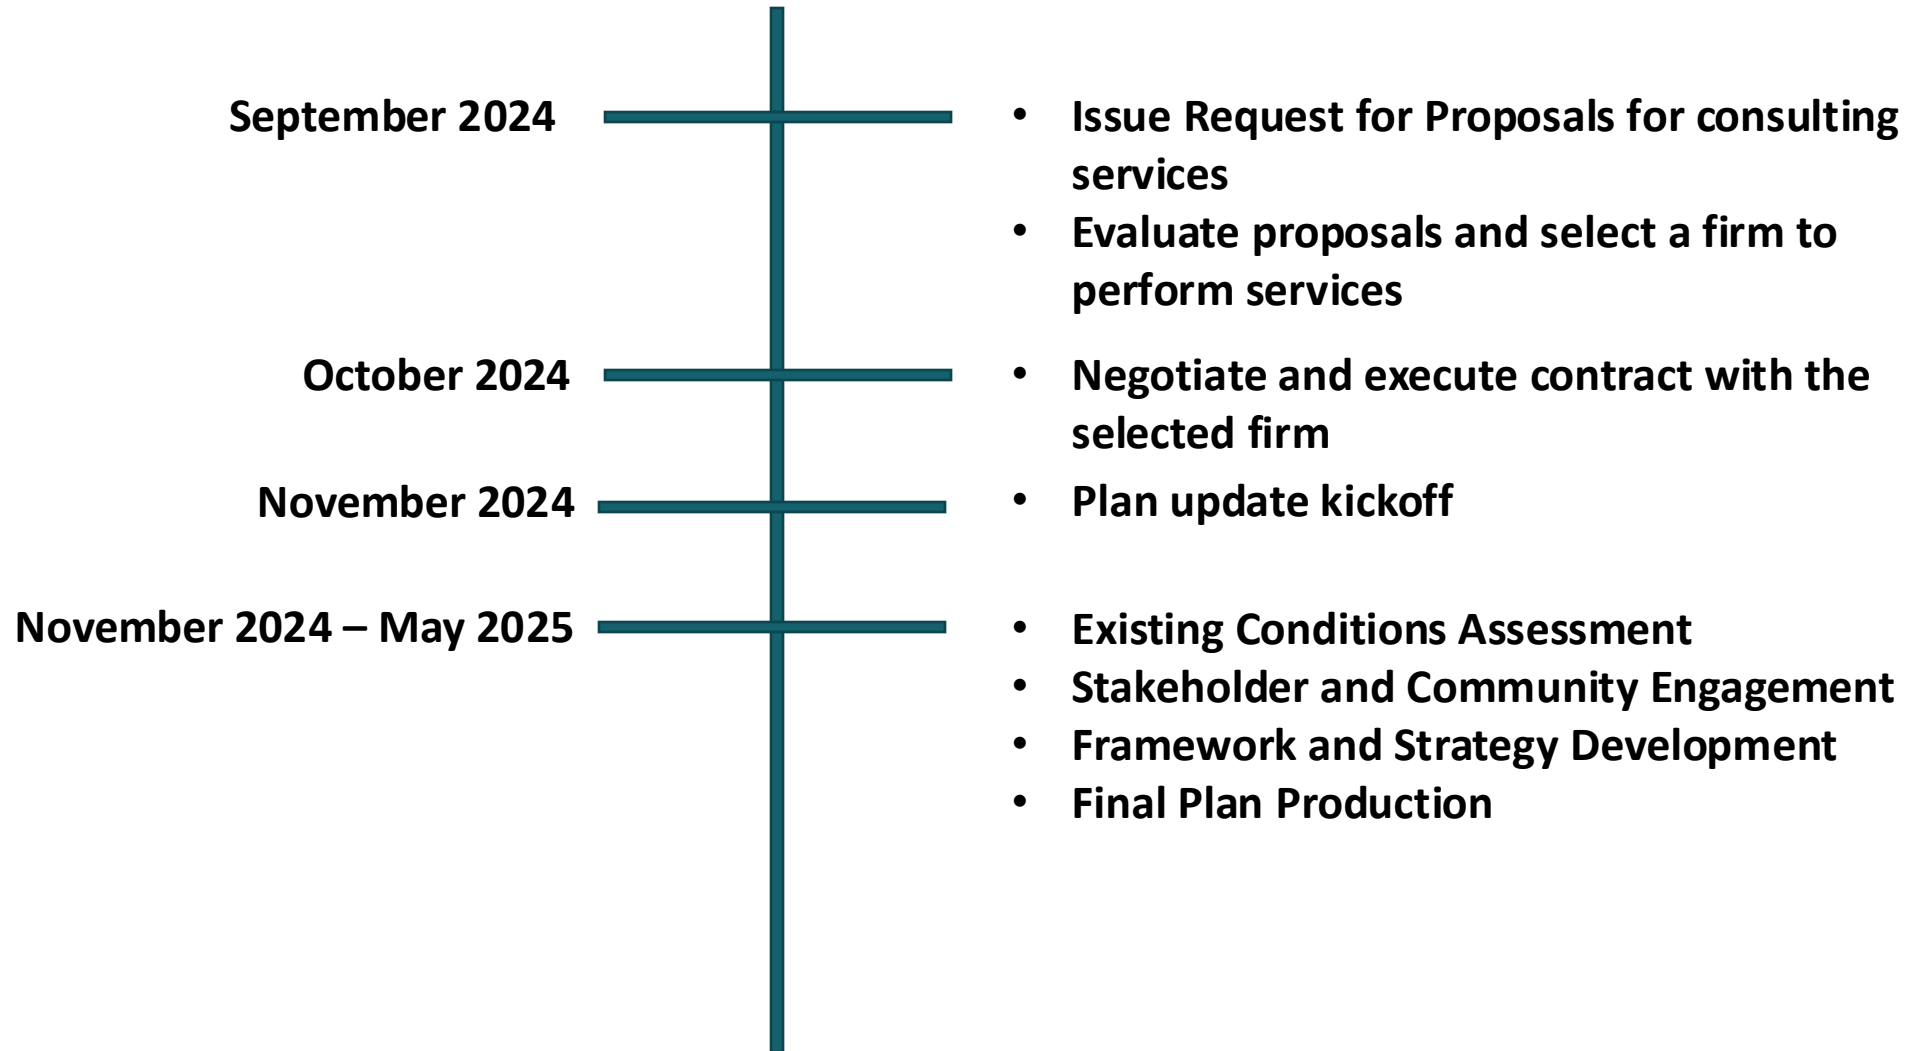 September 2024
• Issue Request for Proposals for consulting
services
• Evaluate proposals and select a firm to
perform services
October 2024
• Negotiate and execute contract with the
selected firm
November 2024
• Plan update kickoff
November 2024 – May 2025
• Existing Conditions Assessment
• Stakeholder and Community Engagement
• Framework and Strategy Development
• Final Plan Production